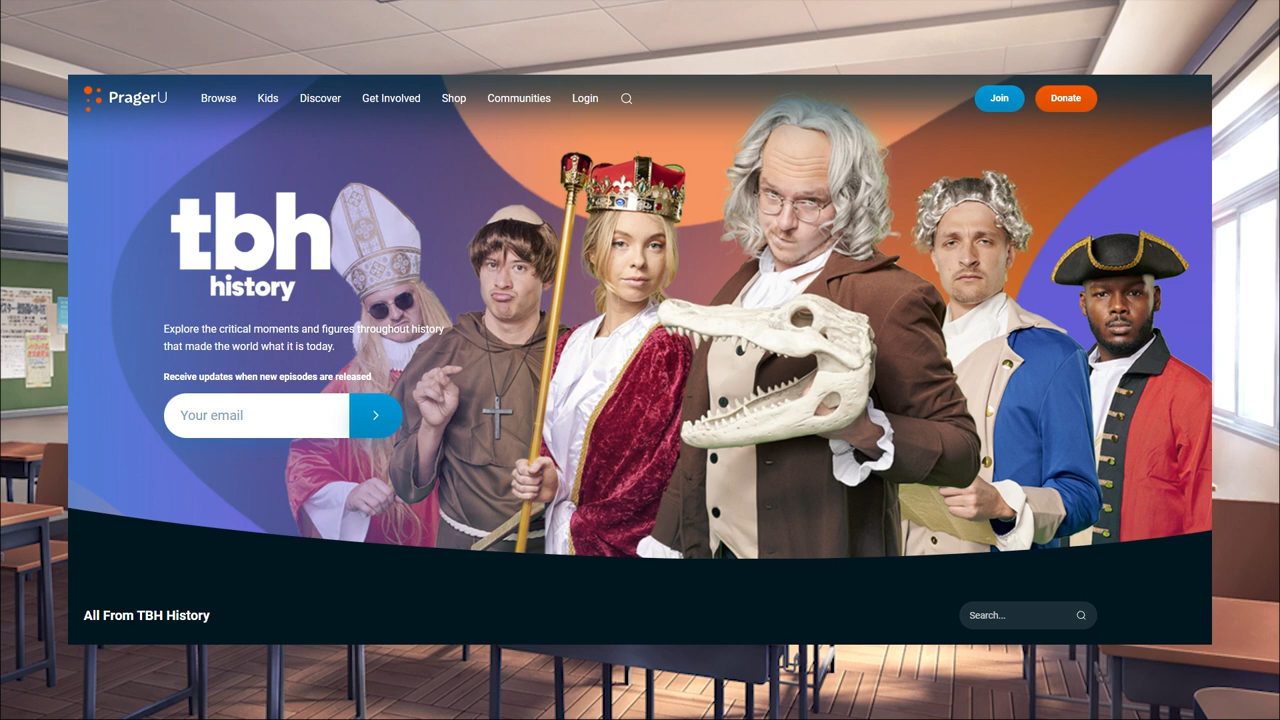 PragerU Browse Kids Discover Get Involved Shop Communities Login Join Donate
tbh
history
Explore the critical moments and figures throughout history
that made the world what it is today.
Receive updates when new episodes are released
Your email
All From TBH History Search...